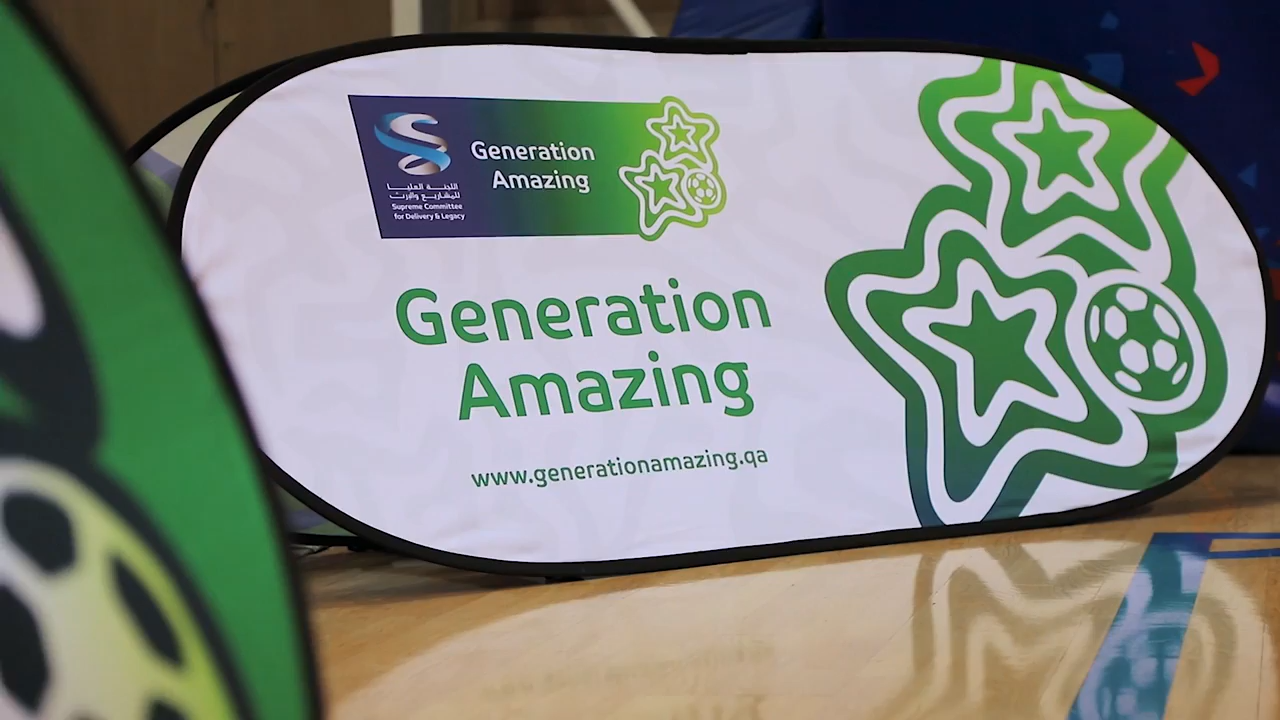 Generation
Amazing
اللجنة العليا
للمشاريع والإرث
Supreme Committee
for Delivery & Legacy
Generation
Amazing
www.generationamazing.qa